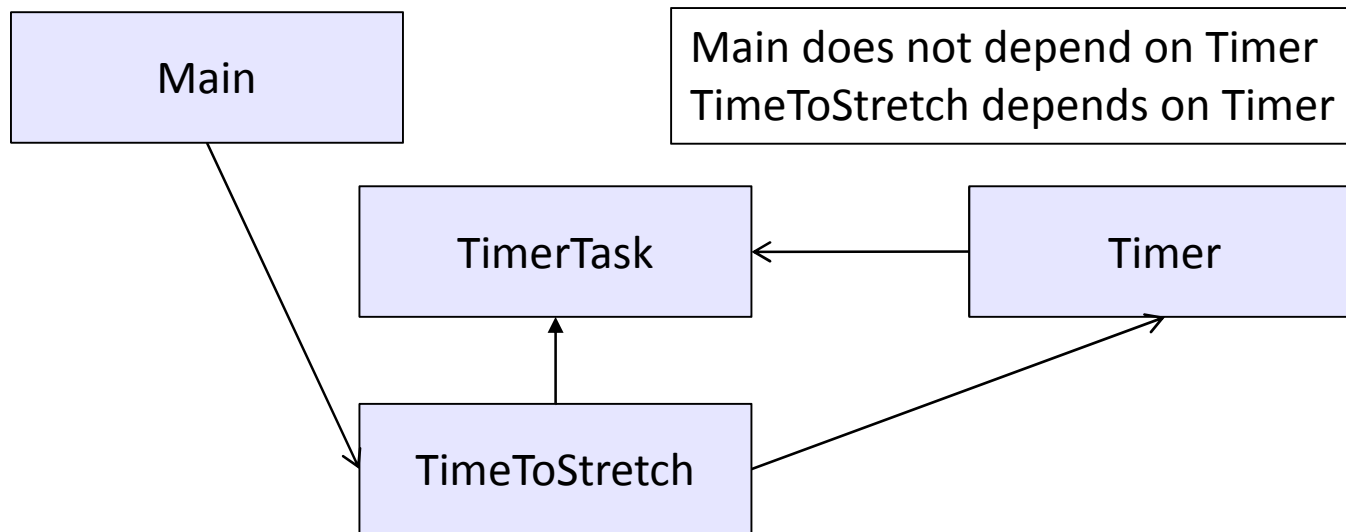 Main
Main does not depend on Timer
TimeToStretch depends on Timer
TimerTask
Timer
TimeToStretch